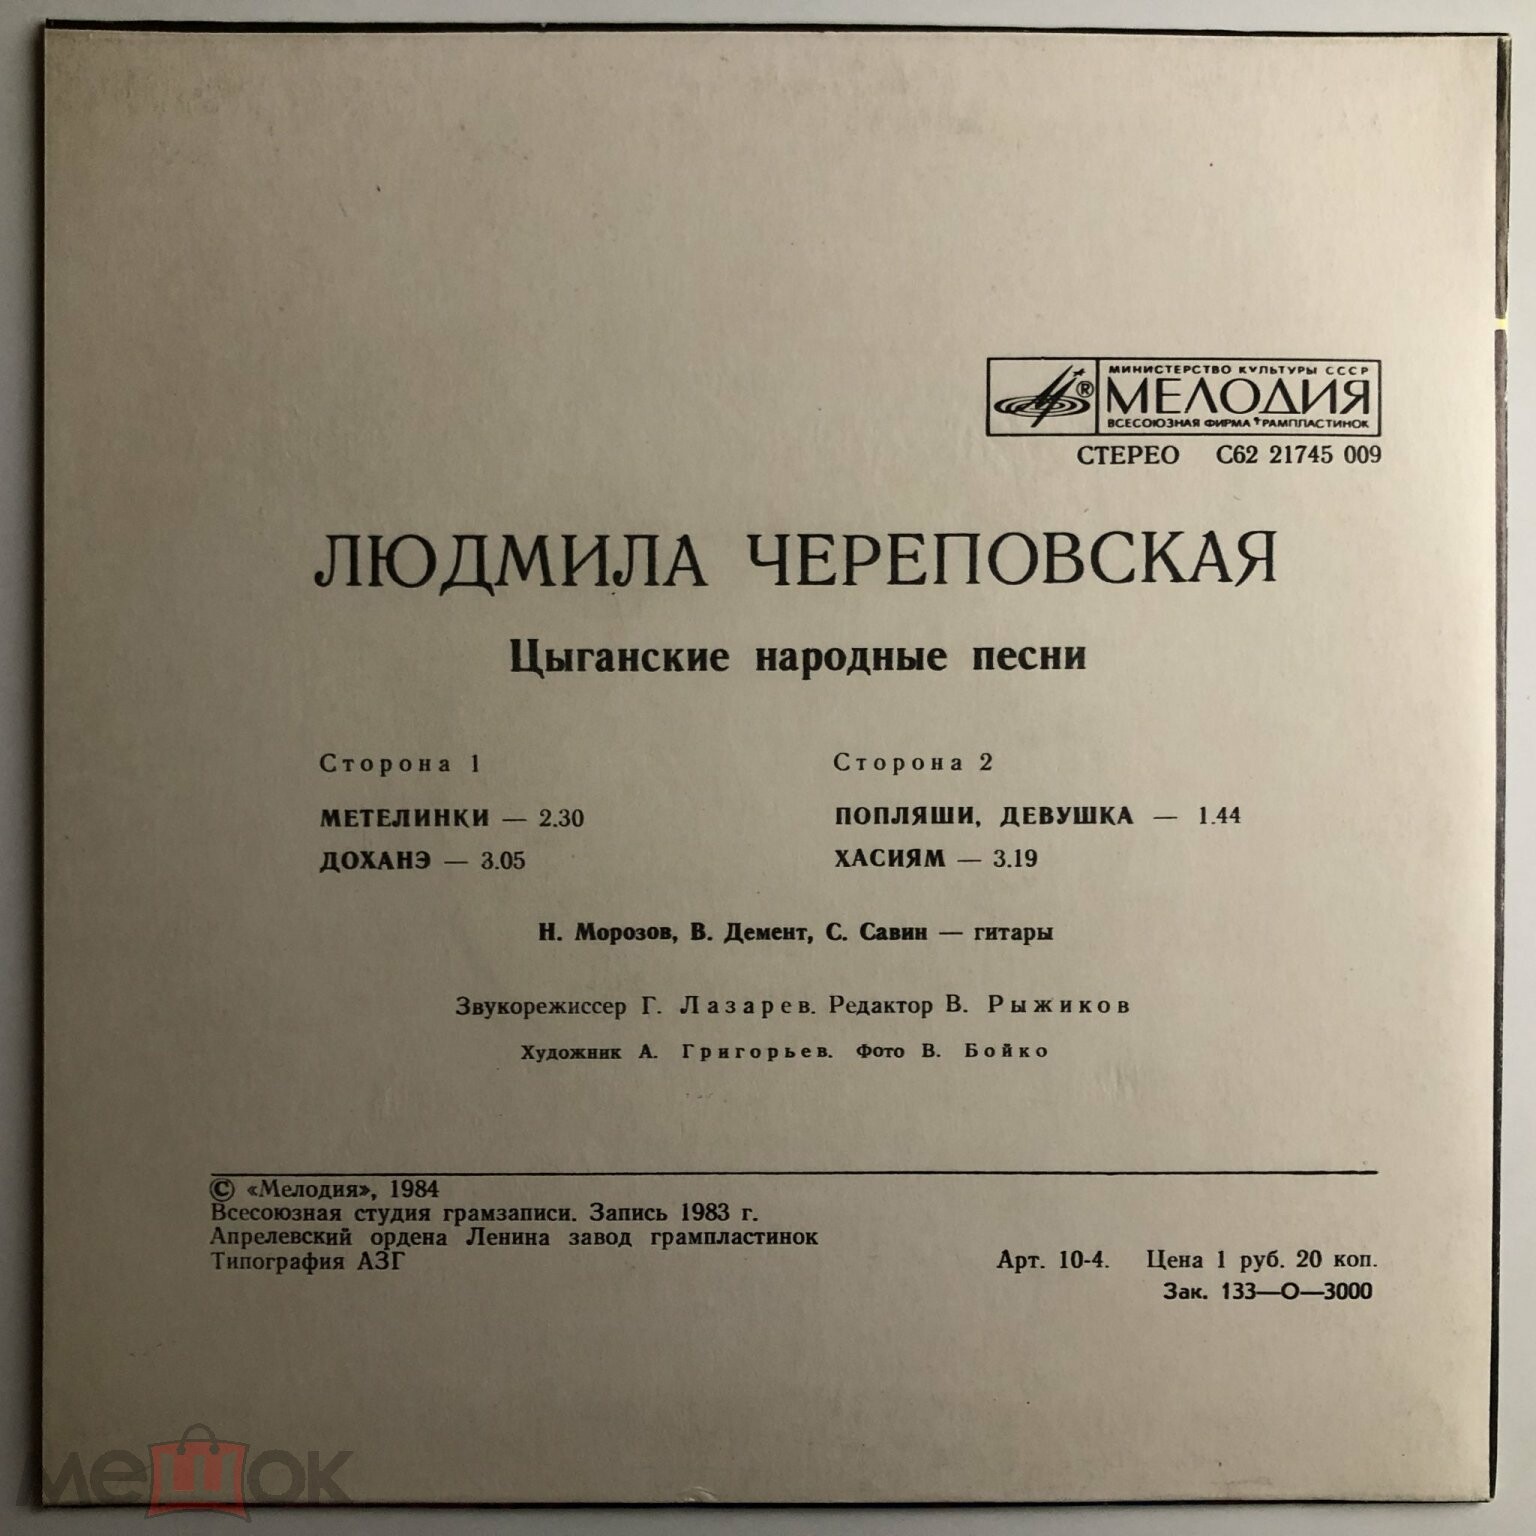 МИНИСТЕРСТВО КУЛЬТУРЫ СССР
МЕЛОДИЯ
ВСЕСОЮЗНАЯ ФИРМА ГРАМПЛАСТИНОК
СТЕРЕО С62 21745 009
ЛЮДМИЛА ЧЕРЕПОВСКАЯ
Цыганские народные песни
Сторона 1
МЕТЕЛИНКИ — 2.30
ДОХАНЭ — 3.05
Сторона 2
ПОПЛЯШИ, ДЕВУШКА — 1.44
ХАСИЯМ — 3.19
Н. Морозов, В. Демент, С. Савин — гитары
Звукорежиссер Г. Лазарев. Редактор В. Рыжиков
Художник А. Григорьев. Фото В. Бойко
© «Мелодия», 1984
Всесоюзная студия грамзаписи. Запись 1983 г.
Апрелевский ордена Ленина завод грампластинок
Типография АЗГ
Арт. 10-4. Цена 1 руб. 20 коп.
Зак. 133—О—3000
мешок